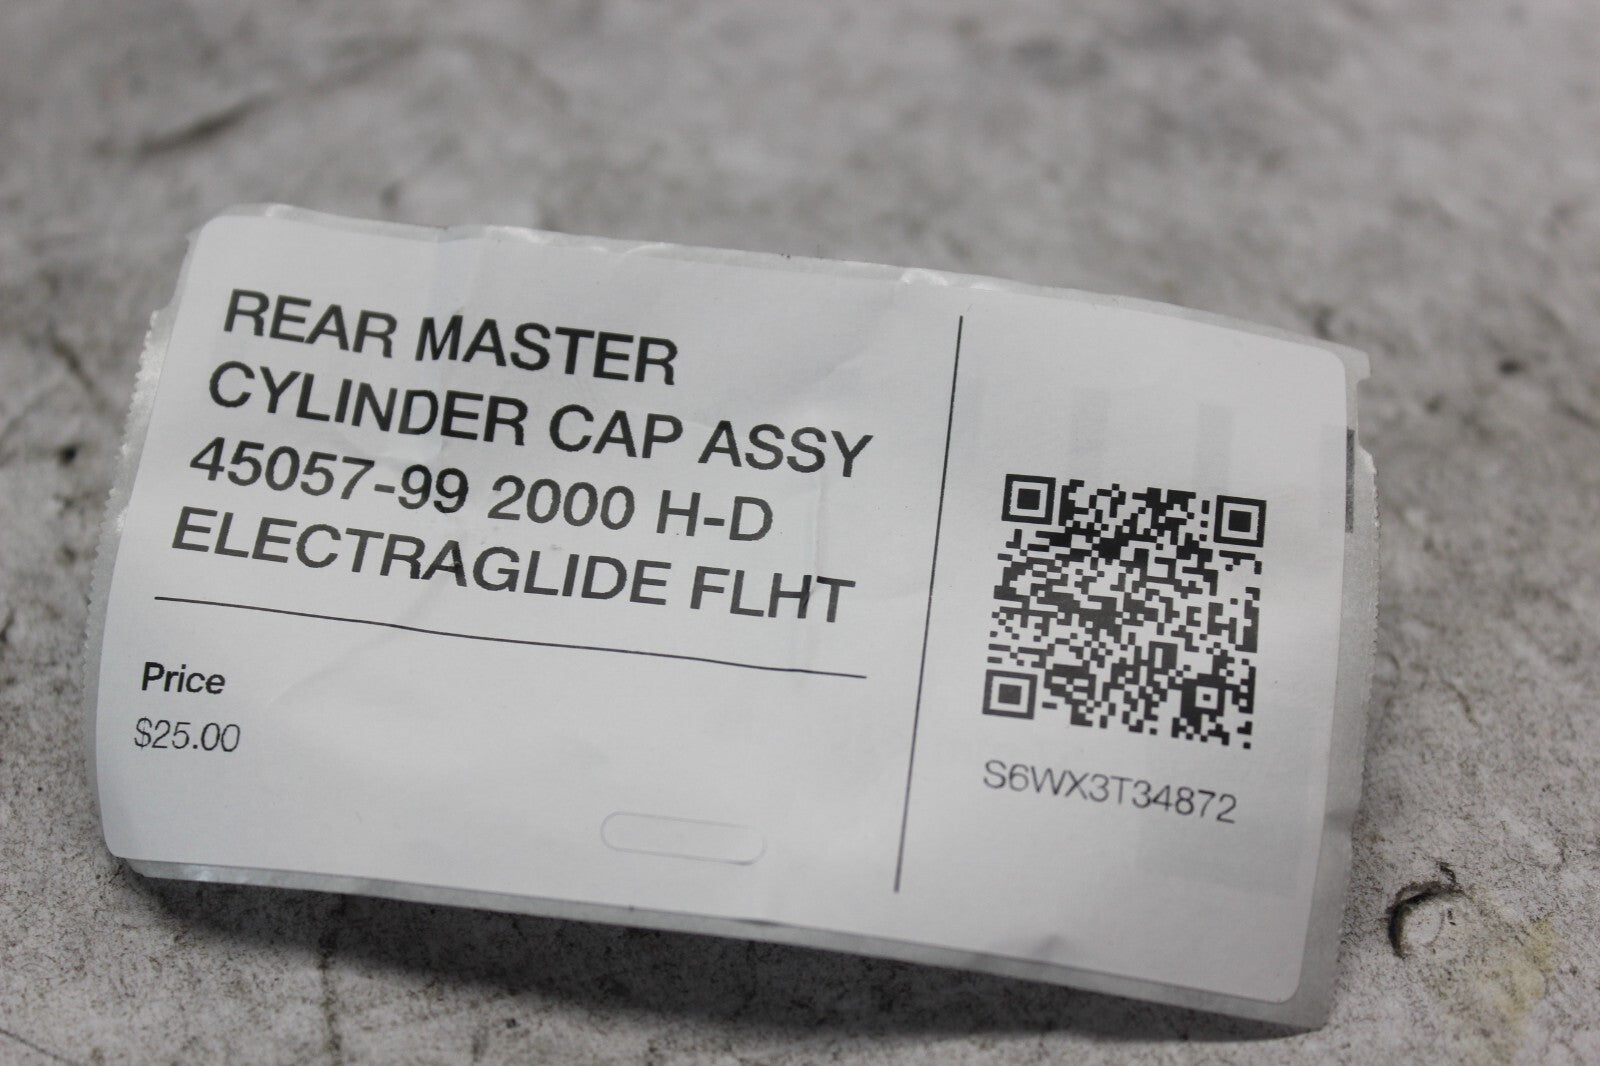 REAR MASTER
CYLINDER CAP ASSY
45057-99 2000 H-D
ELECTRAGLIDE FLHT
Price
$25.00
S6WX3T34872